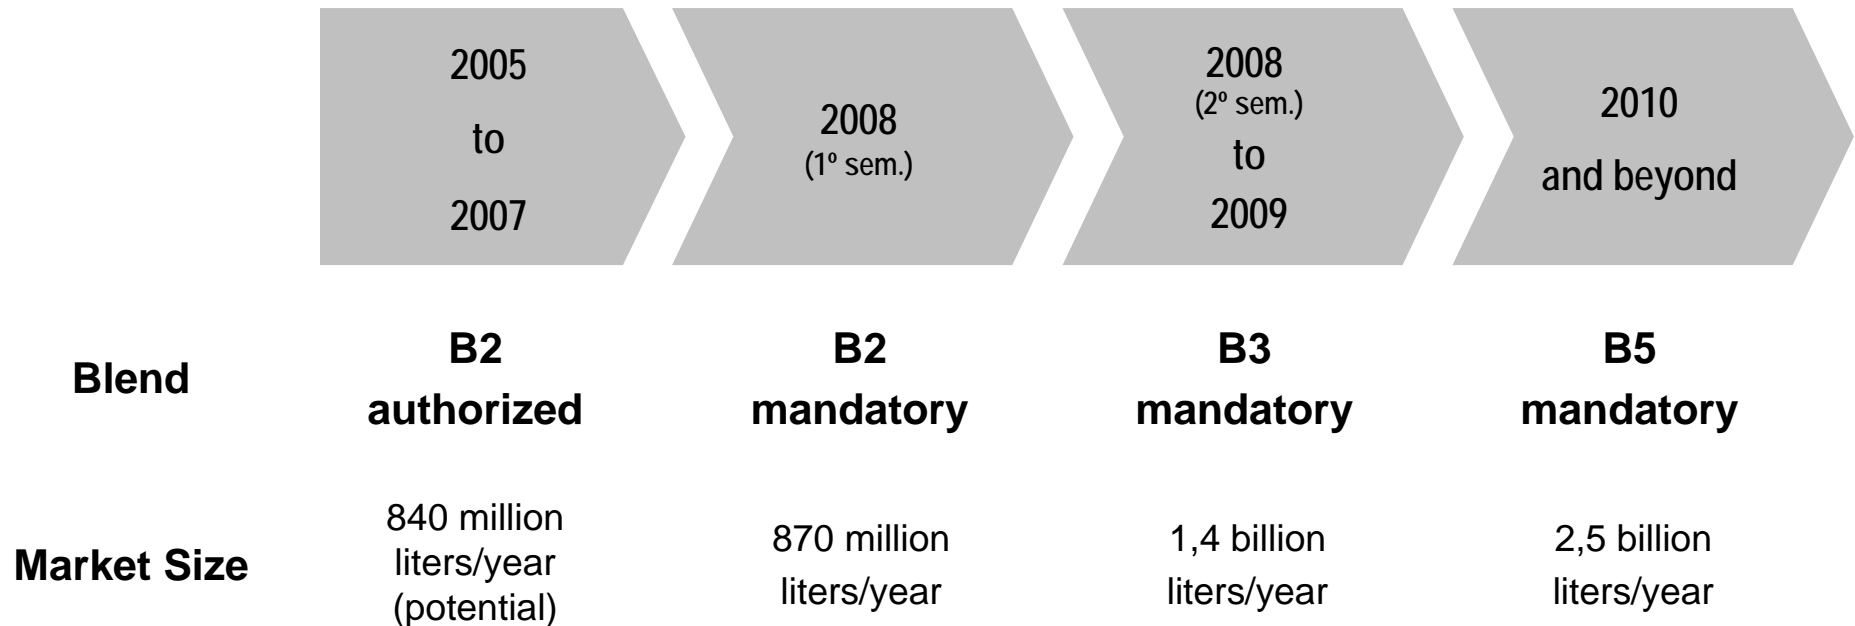 2005
to
2007
2008
(1º sem.)
2008
(2º sem.)
to
2009
2010
and beyond
Blend
B2
authorized
B2
mandatory
B3
mandatory
B5
mandatory
Market Size
840 million
liters/year
(potential)
870 million
liters/year
1,4 billion
liters/year
2,5 billion
liters/year